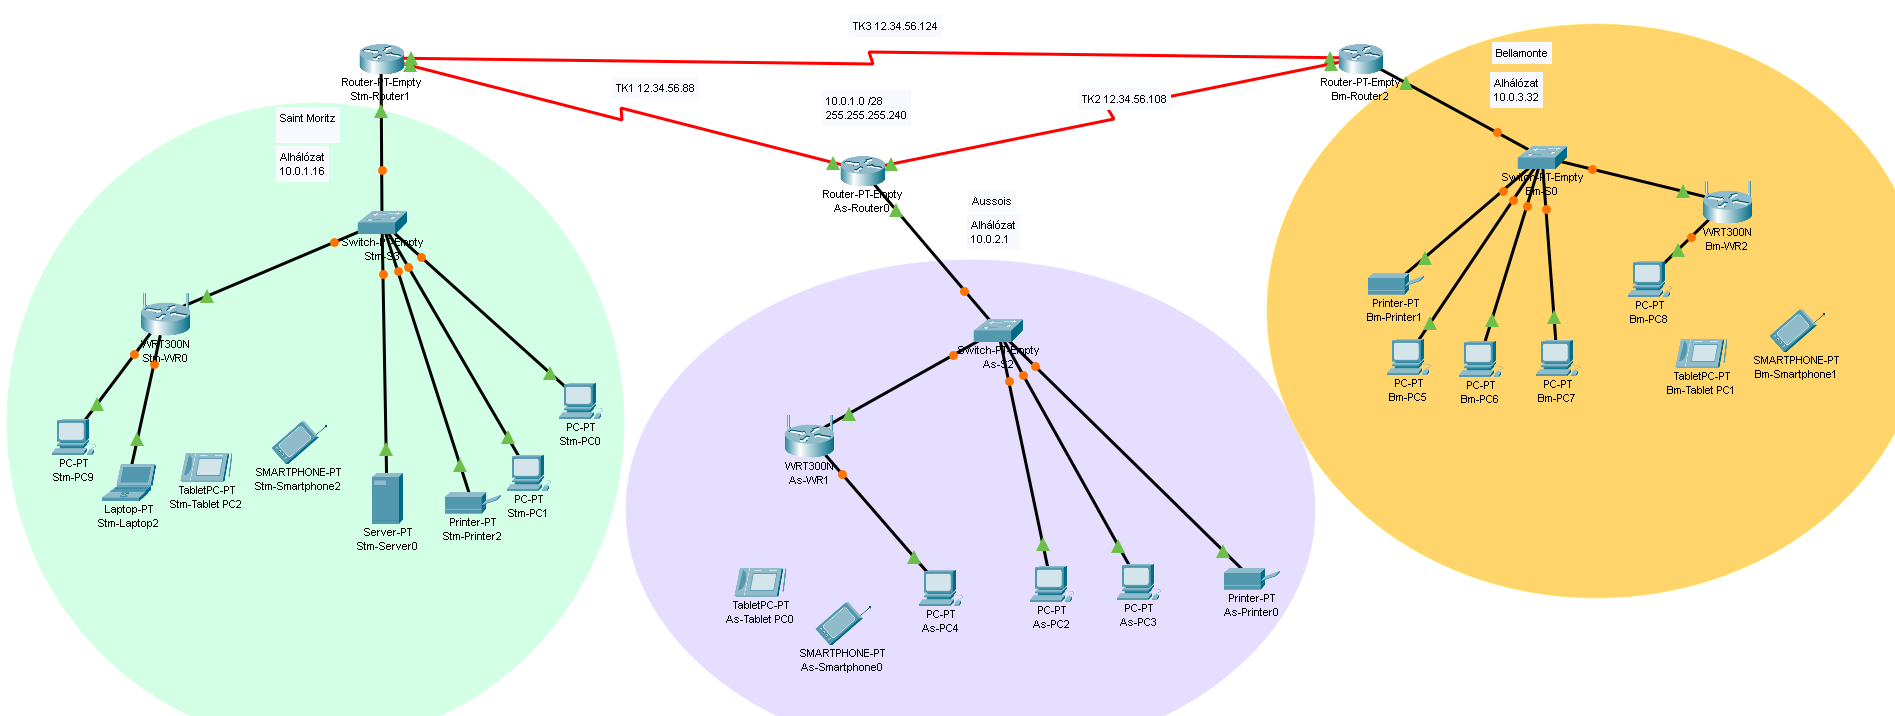 TK3 12.34.56.124
Router-PT-Empty
Stm-Router1
Router-PT-Empty
Bm-Router2
Bellamonte
Alhálózat
10.0.3.32
TK1 12.34.56.88
10.0.1.0 /28
255.255.255.240
TK2 12.34.56.108
Saint Moritz
Alhálózat
10.0.1.16
Router-PT-Empty
As-Router0
Aussois
Alhálózat
10.0.2.1
Switch-PT-Empty
Bm-S0
WRT300N
Bm-WR2
Switch-PT-Empty
Stm-S3
Printer-PT
Bm-Printer1
PC-PT
Bm-PC8
WRT300N
Stm-WR0
Switch-PT-Empty
As-S2
PC-PT
Bm-PC5
PC-PT
Bm-PC6
PC-PT
Bm-PC7
TabletPC-PT
Bm-Tablet PC1
SMARTPHONE-PT
Bm-Smartphone1
PC-PT
Stm-PC9
Laptop-PT
Stm-Laptop2
TabletPC-PT
Stm-Tablet PC2
SMARTPHONE-PT
Stm-Smartphone2
Server-PT
Stm-Server0
Printer-PT
Stm-Printer2
PC-PT
Stm-PC1
PC-PT
Stm-PC0
WRT300N
As-WR1
TabletPC-PT
As-Tablet PC0
SMARTPHONE-PT
As-Smartphone0
PC-PT
As-PC4
PC-PT
As-PC2
PC-PT
As-PC3
Printer-PT
As-Printer0